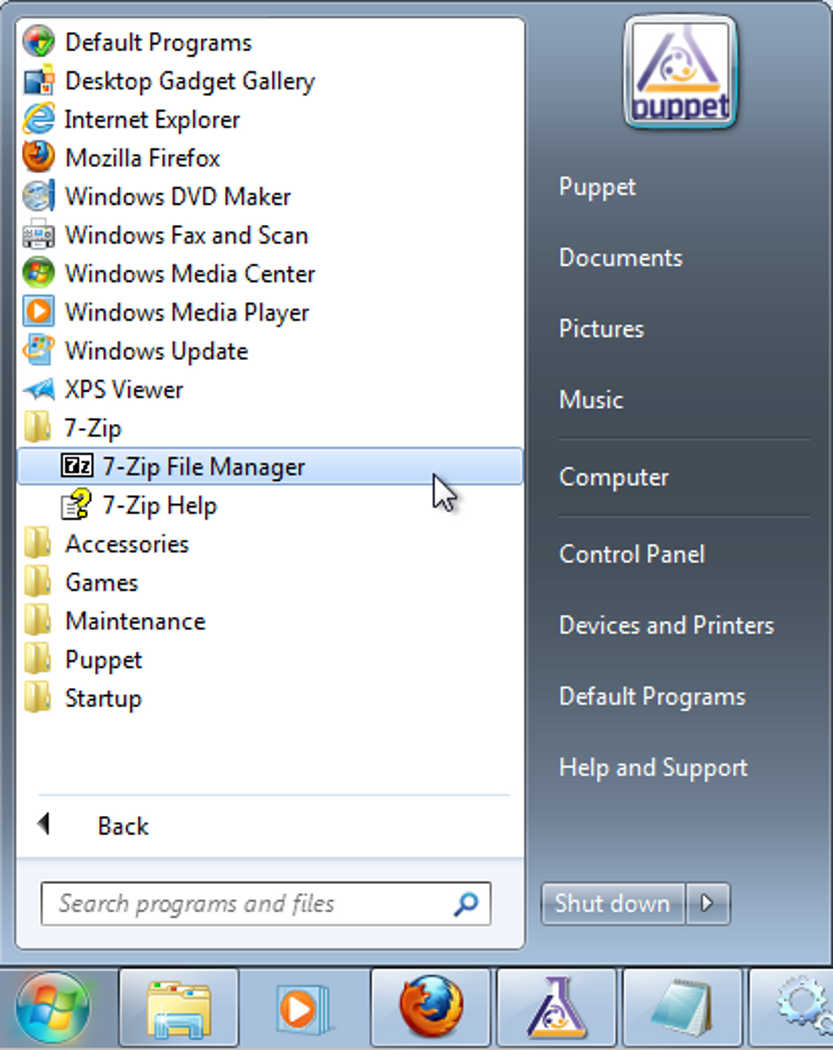 Default Programs
Desktop Gadget Gallery
Internet Explorer
Mozilla Firefox
Windows DVD Maker
Windows Fax and Scan
Windows Media Center
Windows Media Player
Windows Update
XPS Viewer
7-Zip
7z 7-Zip File Manager
7-Zip Help
Accessories
Games
Maintenance
Puppet
Startup
Back
Search programs and files
puppet
Puppet
Documents
Pictures
Music
Computer
Control Panel
Devices and Printers
Default Programs
Help and Support
Shut down